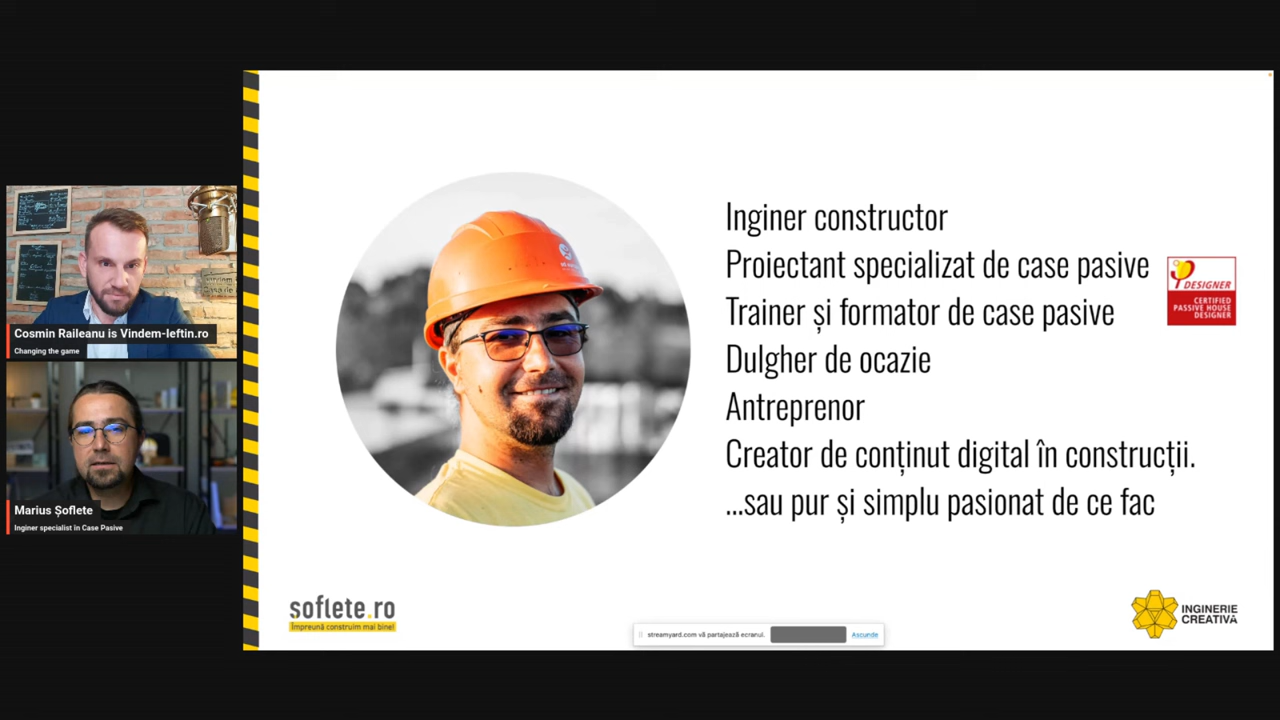 Cosmin Raileanu is Vindem-Ieftin.ro
Changing the game
Marius Șoflete
Inginer specialist în Case Pasive
Inginer constructor
Proiectant specializat de case pasive
Trainer și formator de case pasive
Dulgher de ocazie
Antreprenor
Creator de conținut digital în construcții.
...sau pur și simplu pasionat de ce fac
DESIGNER
CERTIFIED
PASSIVE HOUSE
DESIGNER
soflete.ro
Împreună construim mai bine!
streamyard.com vă partajează ecranul.
Ascunde
INGINERIE
CREATIVĂ